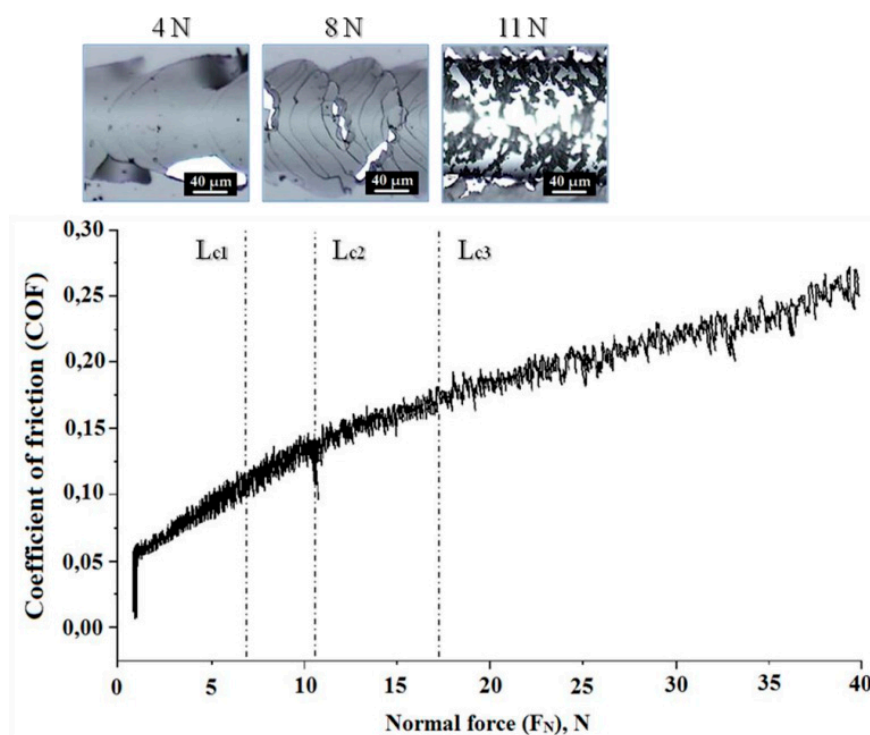 4 N 8 N 11 N
40 μm 40 μm 40 μm
0,30
0,25
0,20
0,15
0,10
0,05
0,00
Coefficient of friction (COF)
Lc1 Lc2 Lc3
0 5 10 15 20 25 30 35 40
Normal force (FN), N